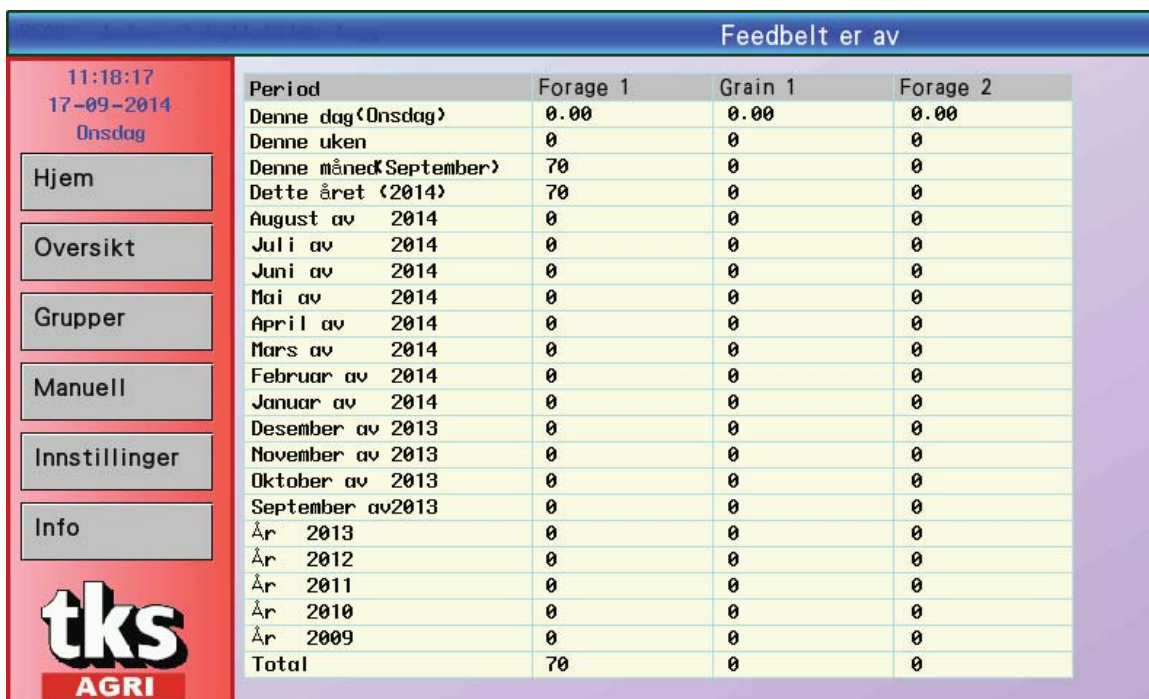 Feedbelt er av
11:18:17
17-09-2014
Onsdag
Hjem
Oversikt
Grupper
Manuell
Innstillinger
Info
tks
AGRI
Period Forage 1 Grain 1 Forage 2
Denne dag(Onsdag) 0.00 0.00 0.00
Denne uken 0 0 0
Denne måned(September) 70 0 0
Dette året (2014) 70 0 0
August av 2014 0 0 0
Juli av 2014 0 0 0
Juni av 2014 0 0 0
Mai av 2014 0 0 0
April av 2014 0 0 0
Mars av 2014 0 0 0
Februar av 2014 0 0 0
Januar av 2014 0 0 0
Desember av 2013 0 0 0
November av 2013 0 0 0
Oktober av 2013 0 0 0
September av2013 0 0 0
År 2013 0 0 0
År 2012 0 0 0
År 2011 0 0 0
År 2010 0 0 0
År 2009 0 0 0
Total 70 0 0